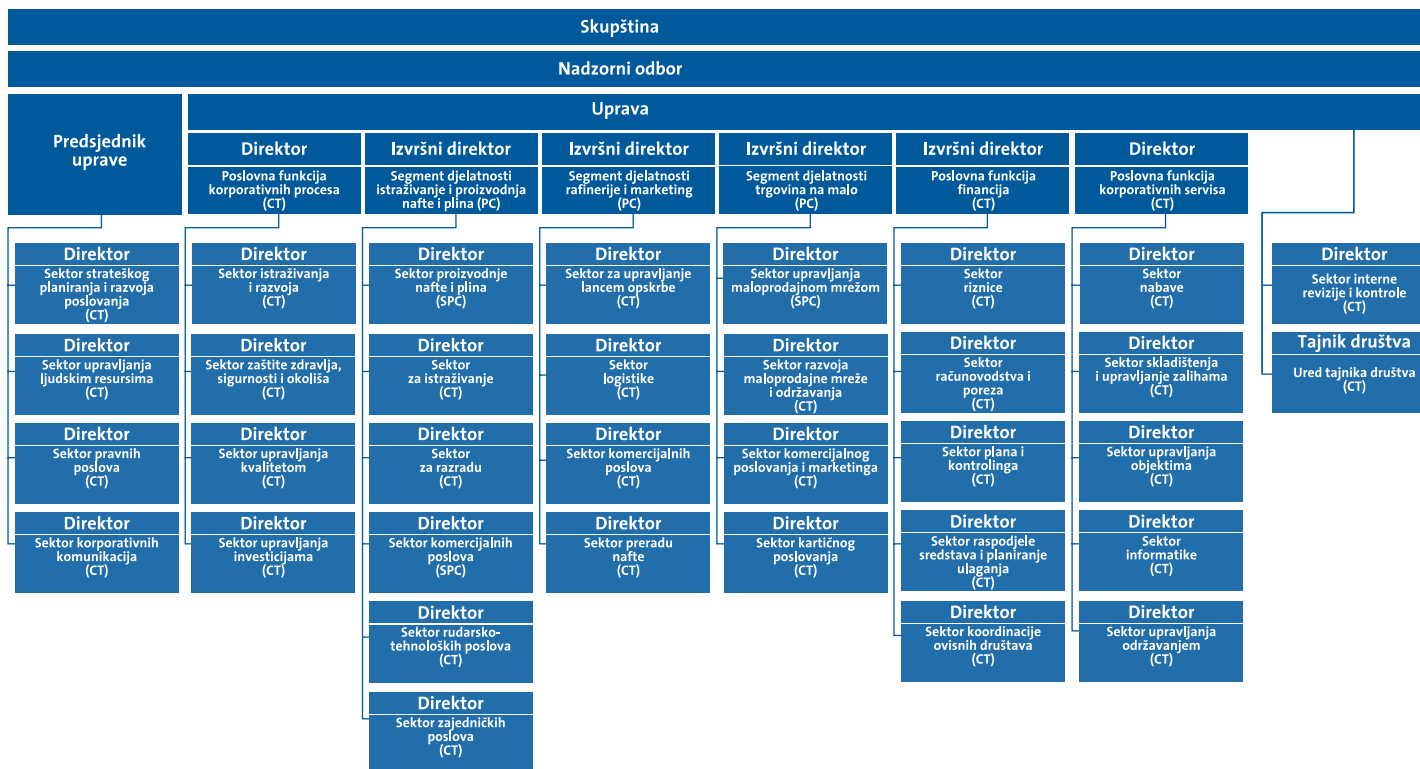 Skupština
Nadzorni odbor
Predsjednik
uprave
Uprava
Direktor
Poslovna funkcija
korporativnih procesa
(CT)
Izvršni direktor
Segment djelatnosti
istraživanje i proizvodnja
nafte i plina (PC)
Izvršni direktor
Segment djelatnosti
rafinerije i marketing
(PC)
Izvršni direktor
Segment djelatnosti
trgovina na malo
(PC)
Izvršni direktor
Poslovna funkcija
financija
(CT)
Direktor
Poslovna funkcija
korporativnih servisa
(CT)
Direktor
Sektor strateškog
planiranja i razvoja
poslovanja
(CT)
Direktor
Sektor upravljanja
ljudskim resursima
(CT)
Direktor
Sektor pravnih
poslova
(CT)
Direktor
Sektor korporativnih
komunikacija
(CT)
Direktor
Sektor istraživanja
i razvoja
(CT)
Direktor
Sektor zaštite zdravlja,
sigurnosti i okoliša
(CT)
Direktor
Sektor upravljanja
kvalitetom
(CT)
Direktor
Sektor upravljanja
investicijama
(CT)
Direktor
Sektor proizvodnje
nafte i plina
(SPC)
Direktor
Sektor
za istraživanje
(CT)
Direktor
Sektor
za razradu
(CT)
Direktor
Sektor komercijalnih
poslova
(SPC)
Direktor
Sektor rudarsko-
tehnoloških poslova
(CT)
Direktor
Sektor zajedničkih
poslova
(CT)
Direktor
Sektor za upravljanje
lancem opskrbe
(CT)
Direktor
Sektor
logistike
(CT)
Direktor
Sektor komercijalnih
poslova
(CT)
Direktor
Sektor preradu
nafte
(CT)
Direktor
Sektor upravljanja
maloprodajnom mrežom
(SPC)
Direktor
Sektor razvoja
maloprodajne mreže
i održavanja
(CT)
Direktor
Sektor komercijalnog
poslovanja i marketinga
(CT)
Direktor
Sektor kartičnog
poslovanja
(CT)
Direktor
Sektor
riznice
(CT)
Direktor
Sektor
računovodstva i
poreza
(CT)
Direktor
Sektor plana i
kontrolinga
(CT)
Direktor
Sektor raspodjele
sredstava i planiranje
ulaganja
(CT)
Direktor
Sektor koordinacije
ovisnih društava
(CT)
Direktor
Sektor
nabave
(CT)
Direktor
Sektor skladištenja
i upravljanje zalihama
(CT)
Direktor
Sektor upravljanja
objektima
(CT)
Direktor
Sektor
informatike
(CT)
Direktor
Sektor upravljanja
održavanjem
(CT)
Direktor
Sektor interne
revizije i kontrole
(CT)
Tajnik društva
Ured tajnika društva
(CT)